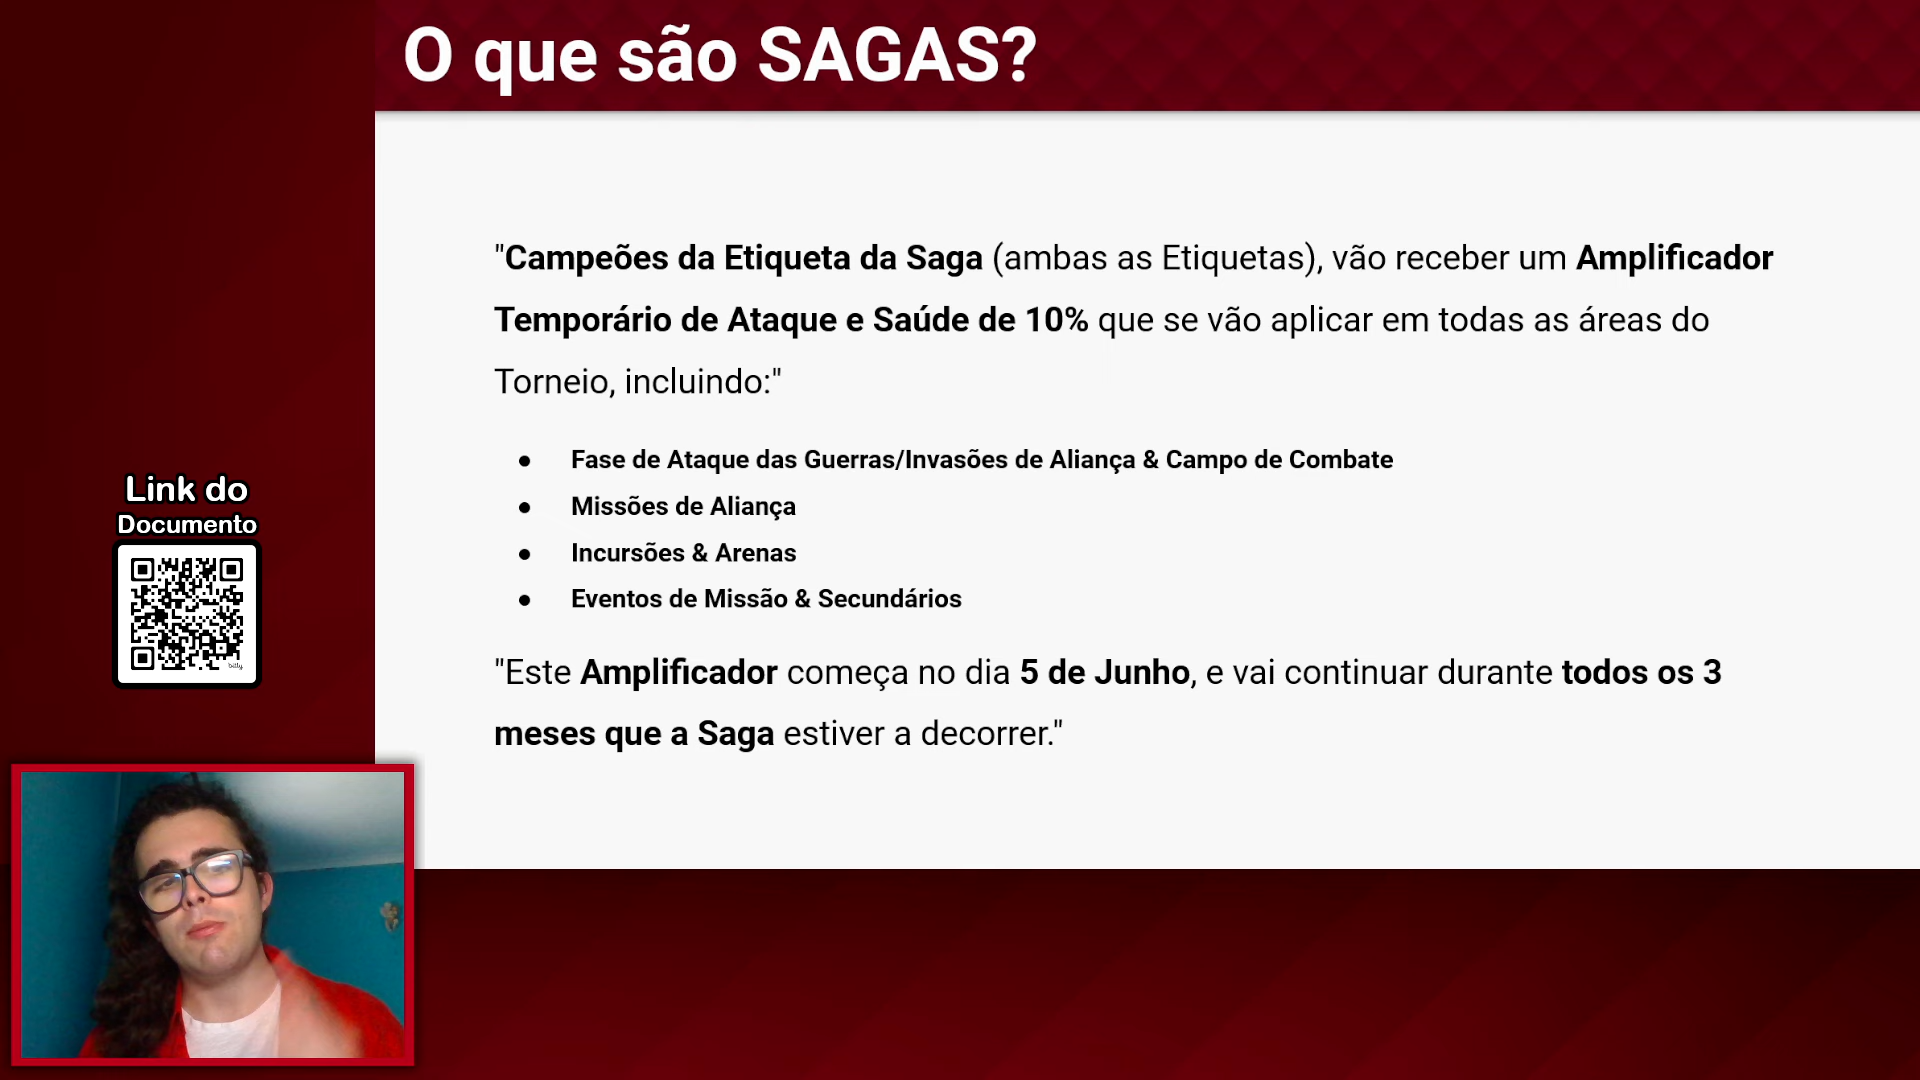 O que são SAGAS?
"Campeões da Etiqueta da Saga (ambas as Etiquetas), vão receber um Amplificador
Temporário de Ataque e Saúde de 10% que se vão aplicar em todas as áreas do
Torneio, incluindo:"
● Fase de Ataque das Guerras/Invasões de Aliança & Campo de Combate
● Missões de Aliança
● Incursões & Arenas
● Eventos de Missão & Secundários
"Este Amplificador começa no dia 5 de Junho, e vai continuar durante todos os 3
meses que a Saga estiver a decorrer."
Link do
Documento
bitly